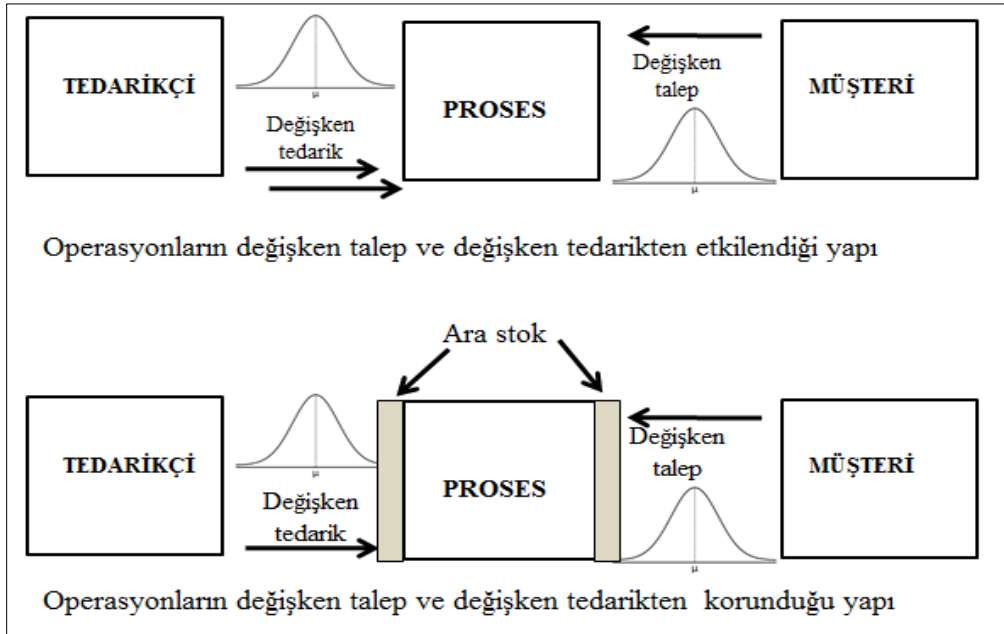 TEDARİKÇİ
μ
Değişken
tedarik
PROSES
Değişken
talep
μ
MÜŞTERİ
Operasyonların değişken talep ve değişken tedarikten etkilendiği yapı
Ara stok
TEDARİKÇİ
μ
Değişken
tedarik
PROSES
Değişken
talep
μ
MÜŞTERİ
Operasyonların değişken talep ve değişken tedarikten korunduğu yapı